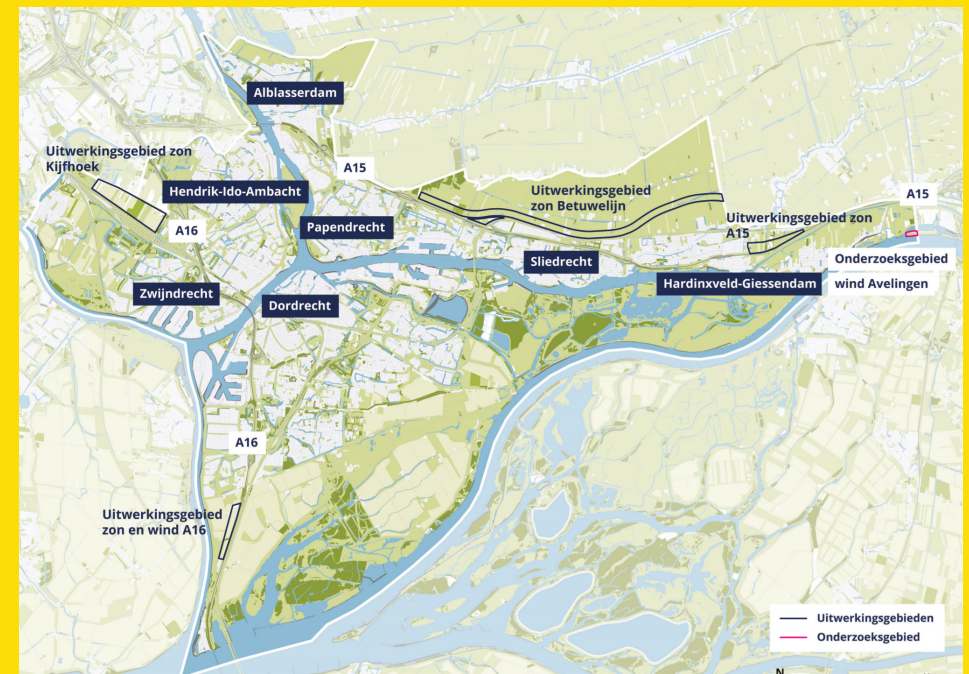 Alblasserdam
Uitwerkingsgebied zon
Kijfhoek
A15
Hendrik-Ido-Ambacht
Uitwerkingsgebied
zon Betuwelijn
A15
A16
Papendrecht
Uitwerkingsgebied zon
A15
Sliedrecht
Onderzoeksgebied
wind Avelingen
Zwijndrecht
Dordrecht
Hardinxveld-Giessendam
A16
Uitwerkingsgebied
zon en wind A16
Uitwerkingsgebieden
Onderzoeksgebied
N